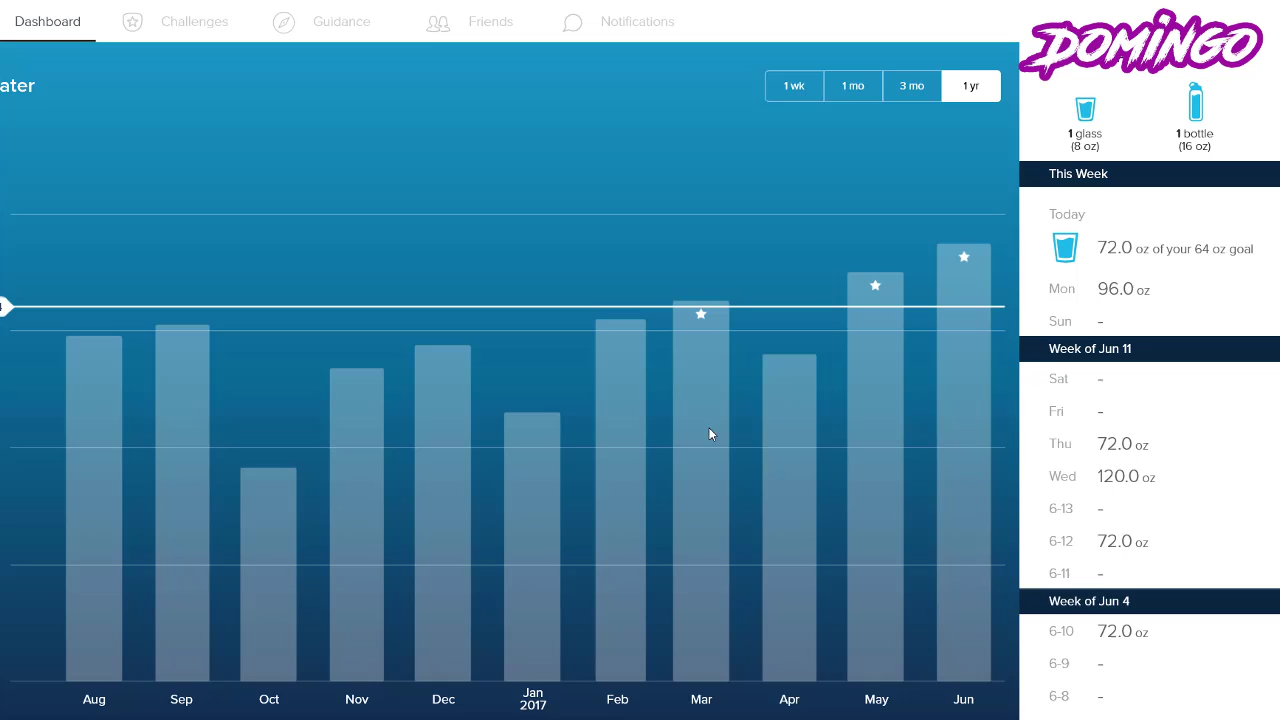 Dashboard
Challenges
Guidance
Friends
Notifications
DOMINGO
ater
1 wk
1 mo
3 mo
1 yr
1 glass
(8 oz)
1 bottle
(16 oz)
This Week
Today
72.0 oz of your 64 oz goal
Mon 96.0 oz
Sun -
Week of Jun 11
Sat -
Fri -
Thu 72.0 oz
Wed 120.0 oz
6-13 -
6-12 72.0 oz
6-11 -
Week of Jun 4
6-10 72.0 oz
6-9 -
6-8 -
Aug
Sep
Oct
Nov
Dec
Jan
2017
Feb
Mar
Apr
May
Jun